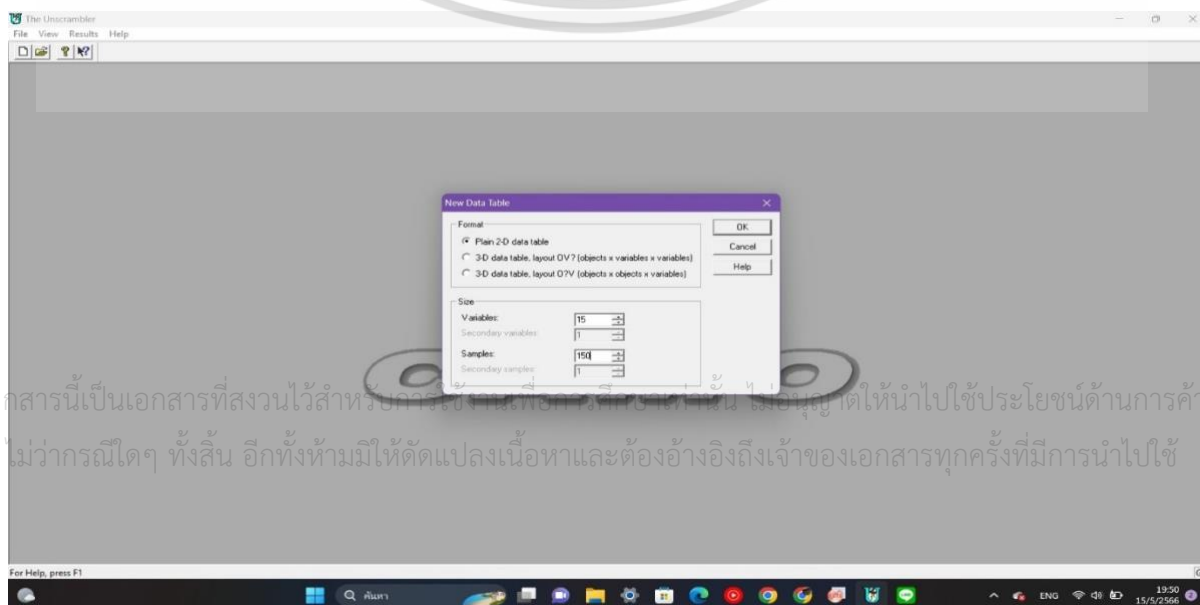 The Unscrambler
File View Results Help
New Data Table
Format
Plain 2-D data table
3-D data table, layout OV? (objects x variables x variables)
3-D data table, layout O?V (objects x objects x variables)
OK
Cancel
Help
Size
Variables: 15
Secondary variables: 1
Samples: 150
Secondary samples: 1
กสารนี้เป็นเอกสารที่สงวนไว้สำหรับการใช้งานเพื่อการศึกษาเท่านั้น ไม่อนุญาตให้นำไปใช้ประโยชน์ด้านการค้า
ไม่ว่ากรณีใดๆ ทั้งสิ้น อีกทั้งห้ามมิให้ดัดแปลงเนื้อหาและต้องอ้างอิงถึงเจ้าของเอกสารทุกครั้งที่มีการนำไปใช้
For Help, press F1
ค้นหา
ENG
19:50
15/5/2566